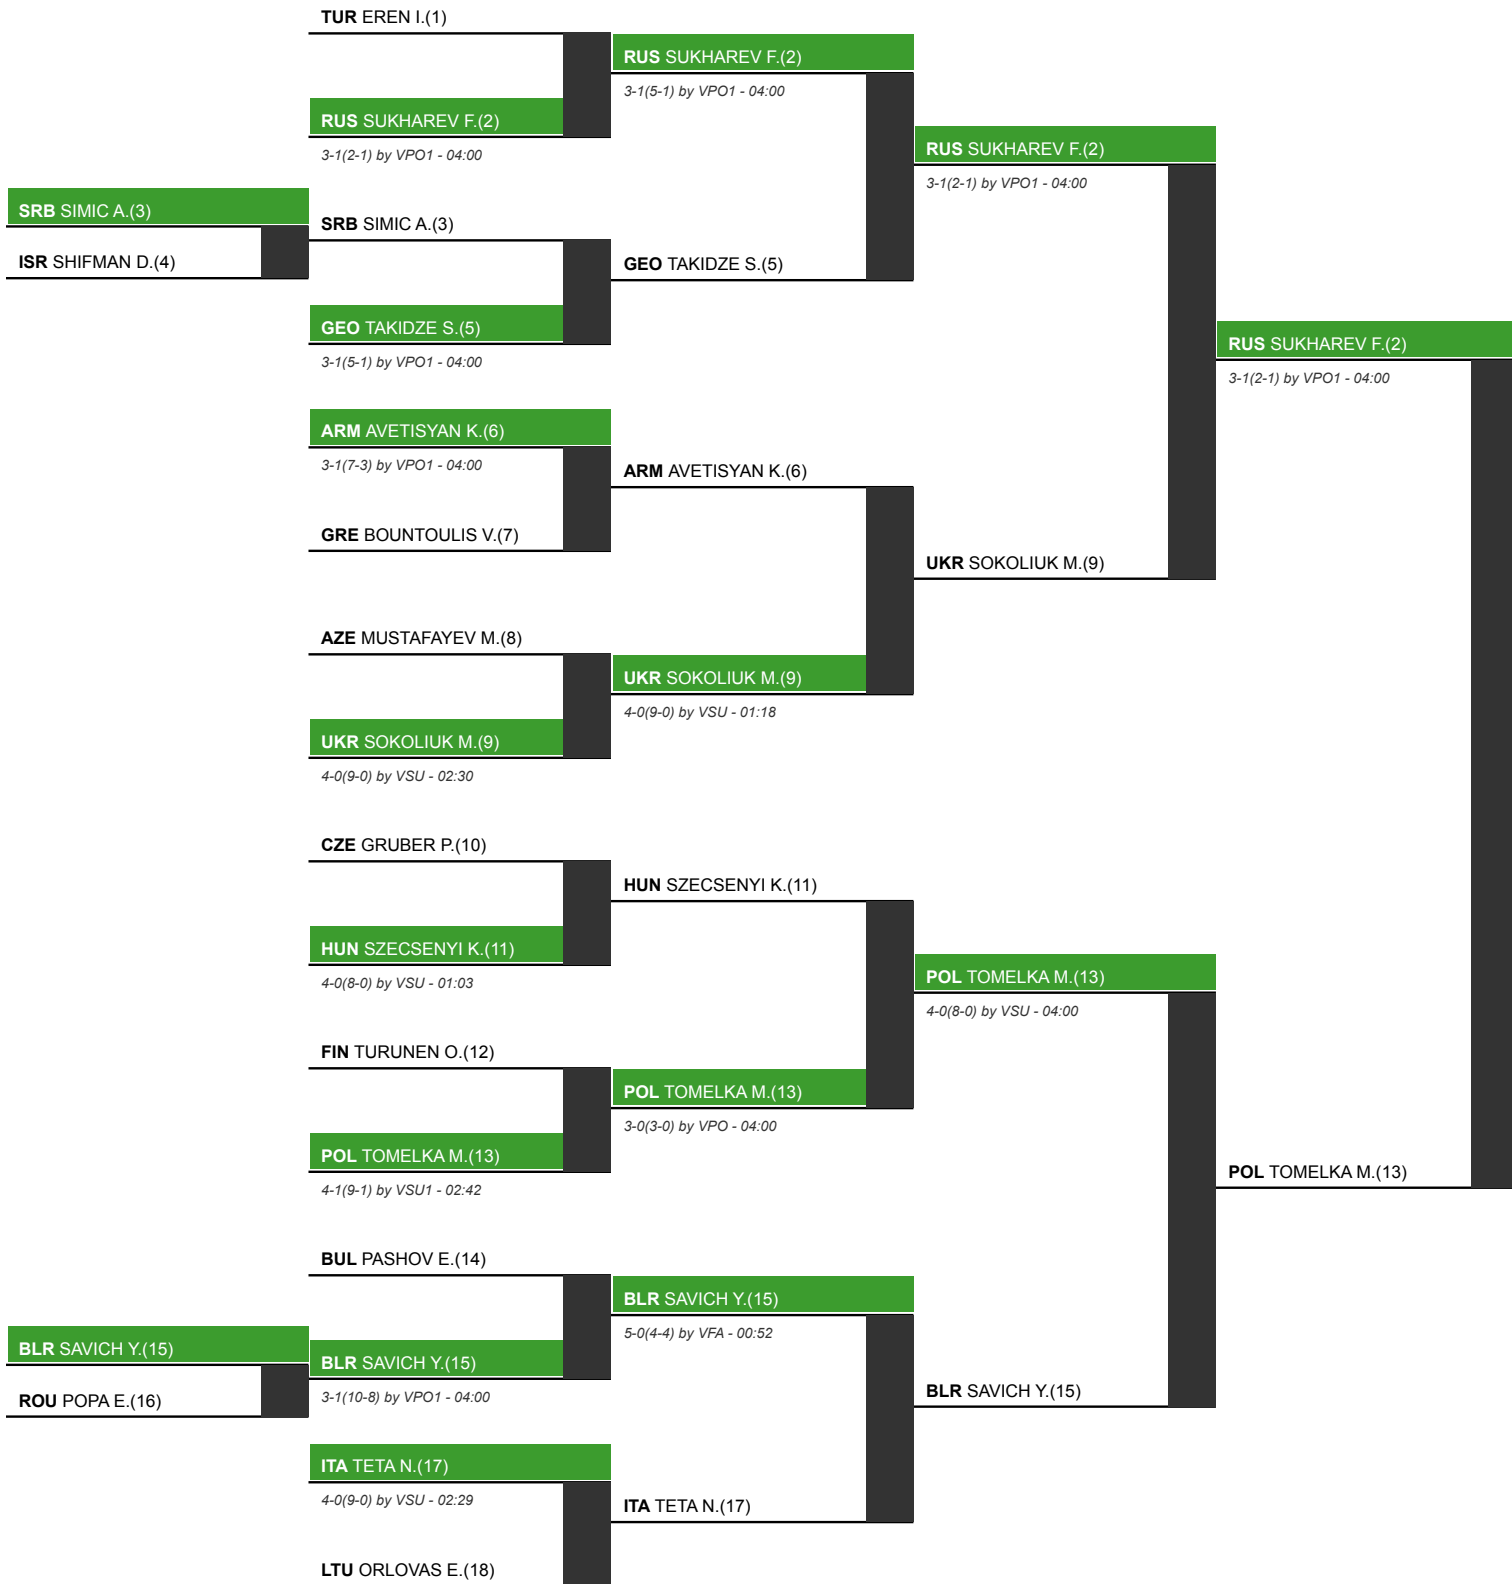 SRB SIMIC A.(3)
ISR SHIFMAN D.(4)
BLR SAVICH Y.(15)
ROU POPA E.(16)
TUR EREN I.(1)
RUS SUKHAREV F.(2)
3-1(2-1) by VPO1 - 04:00
SRB SIMIC A.(3)
GEO TAKIDZE S.(5)
3-1(5-1) by VPO1 - 04:00
ARM AVETISYAN K.(6)
3-1(7-3) by VPO1 - 04:00
GRE BOUNTOULIS V.(7)
AZE MUSTAFAYEV M.(8)
UKR SOKOLIUK M.(9)
4-0(9-0) by VSU - 02:30
CZE GRUBER P.(10)
HUN SZECSENYI K.(11)
4-0(8-0) by VSU - 01:03
FIN TURUNEN O.(12)
POL TOMELKA M.(13)
4-1(9-1) by VSU1 - 02:42
BUL PASHOV E.(14)
BLR SAVICH Y.(15)
3-1(10-8) by VPO1 - 04:00
ITA TETA N.(17)
4-0(9-0) by VSU - 02:29
LTU ORLOVAS E.(18)
RUS SUKHAREV F.(2)
3-1(5-1) by VPO1 - 04:00
GEO TAKIDZE S.(5)
ARM AVETISYAN K.(6)
UKR SOKOLIUK M.(9)
4-0(9-0) by VSU - 01:18
HUN SZECSENYI K.(11)
POL TOMELKA M.(13)
3-0(3-0) by VPO - 04:00
BLR SAVICH Y.(15)
5-0(4-4) by VFA - 00:52
ITA TETA N.(17)
RUS SUKHAREV F.(2)
3-1(2-1) by VPO1 - 04:00
UKR SOKOLIUK M.(9)
POL TOMELKA M.(13)
4-0(8-0) by VSU - 04:00
BLR SAVICH Y.(15)
RUS SUKHAREV F.(2)
3-1(2-1) by VPO1 - 04:00
POL TOMELKA M.(13)